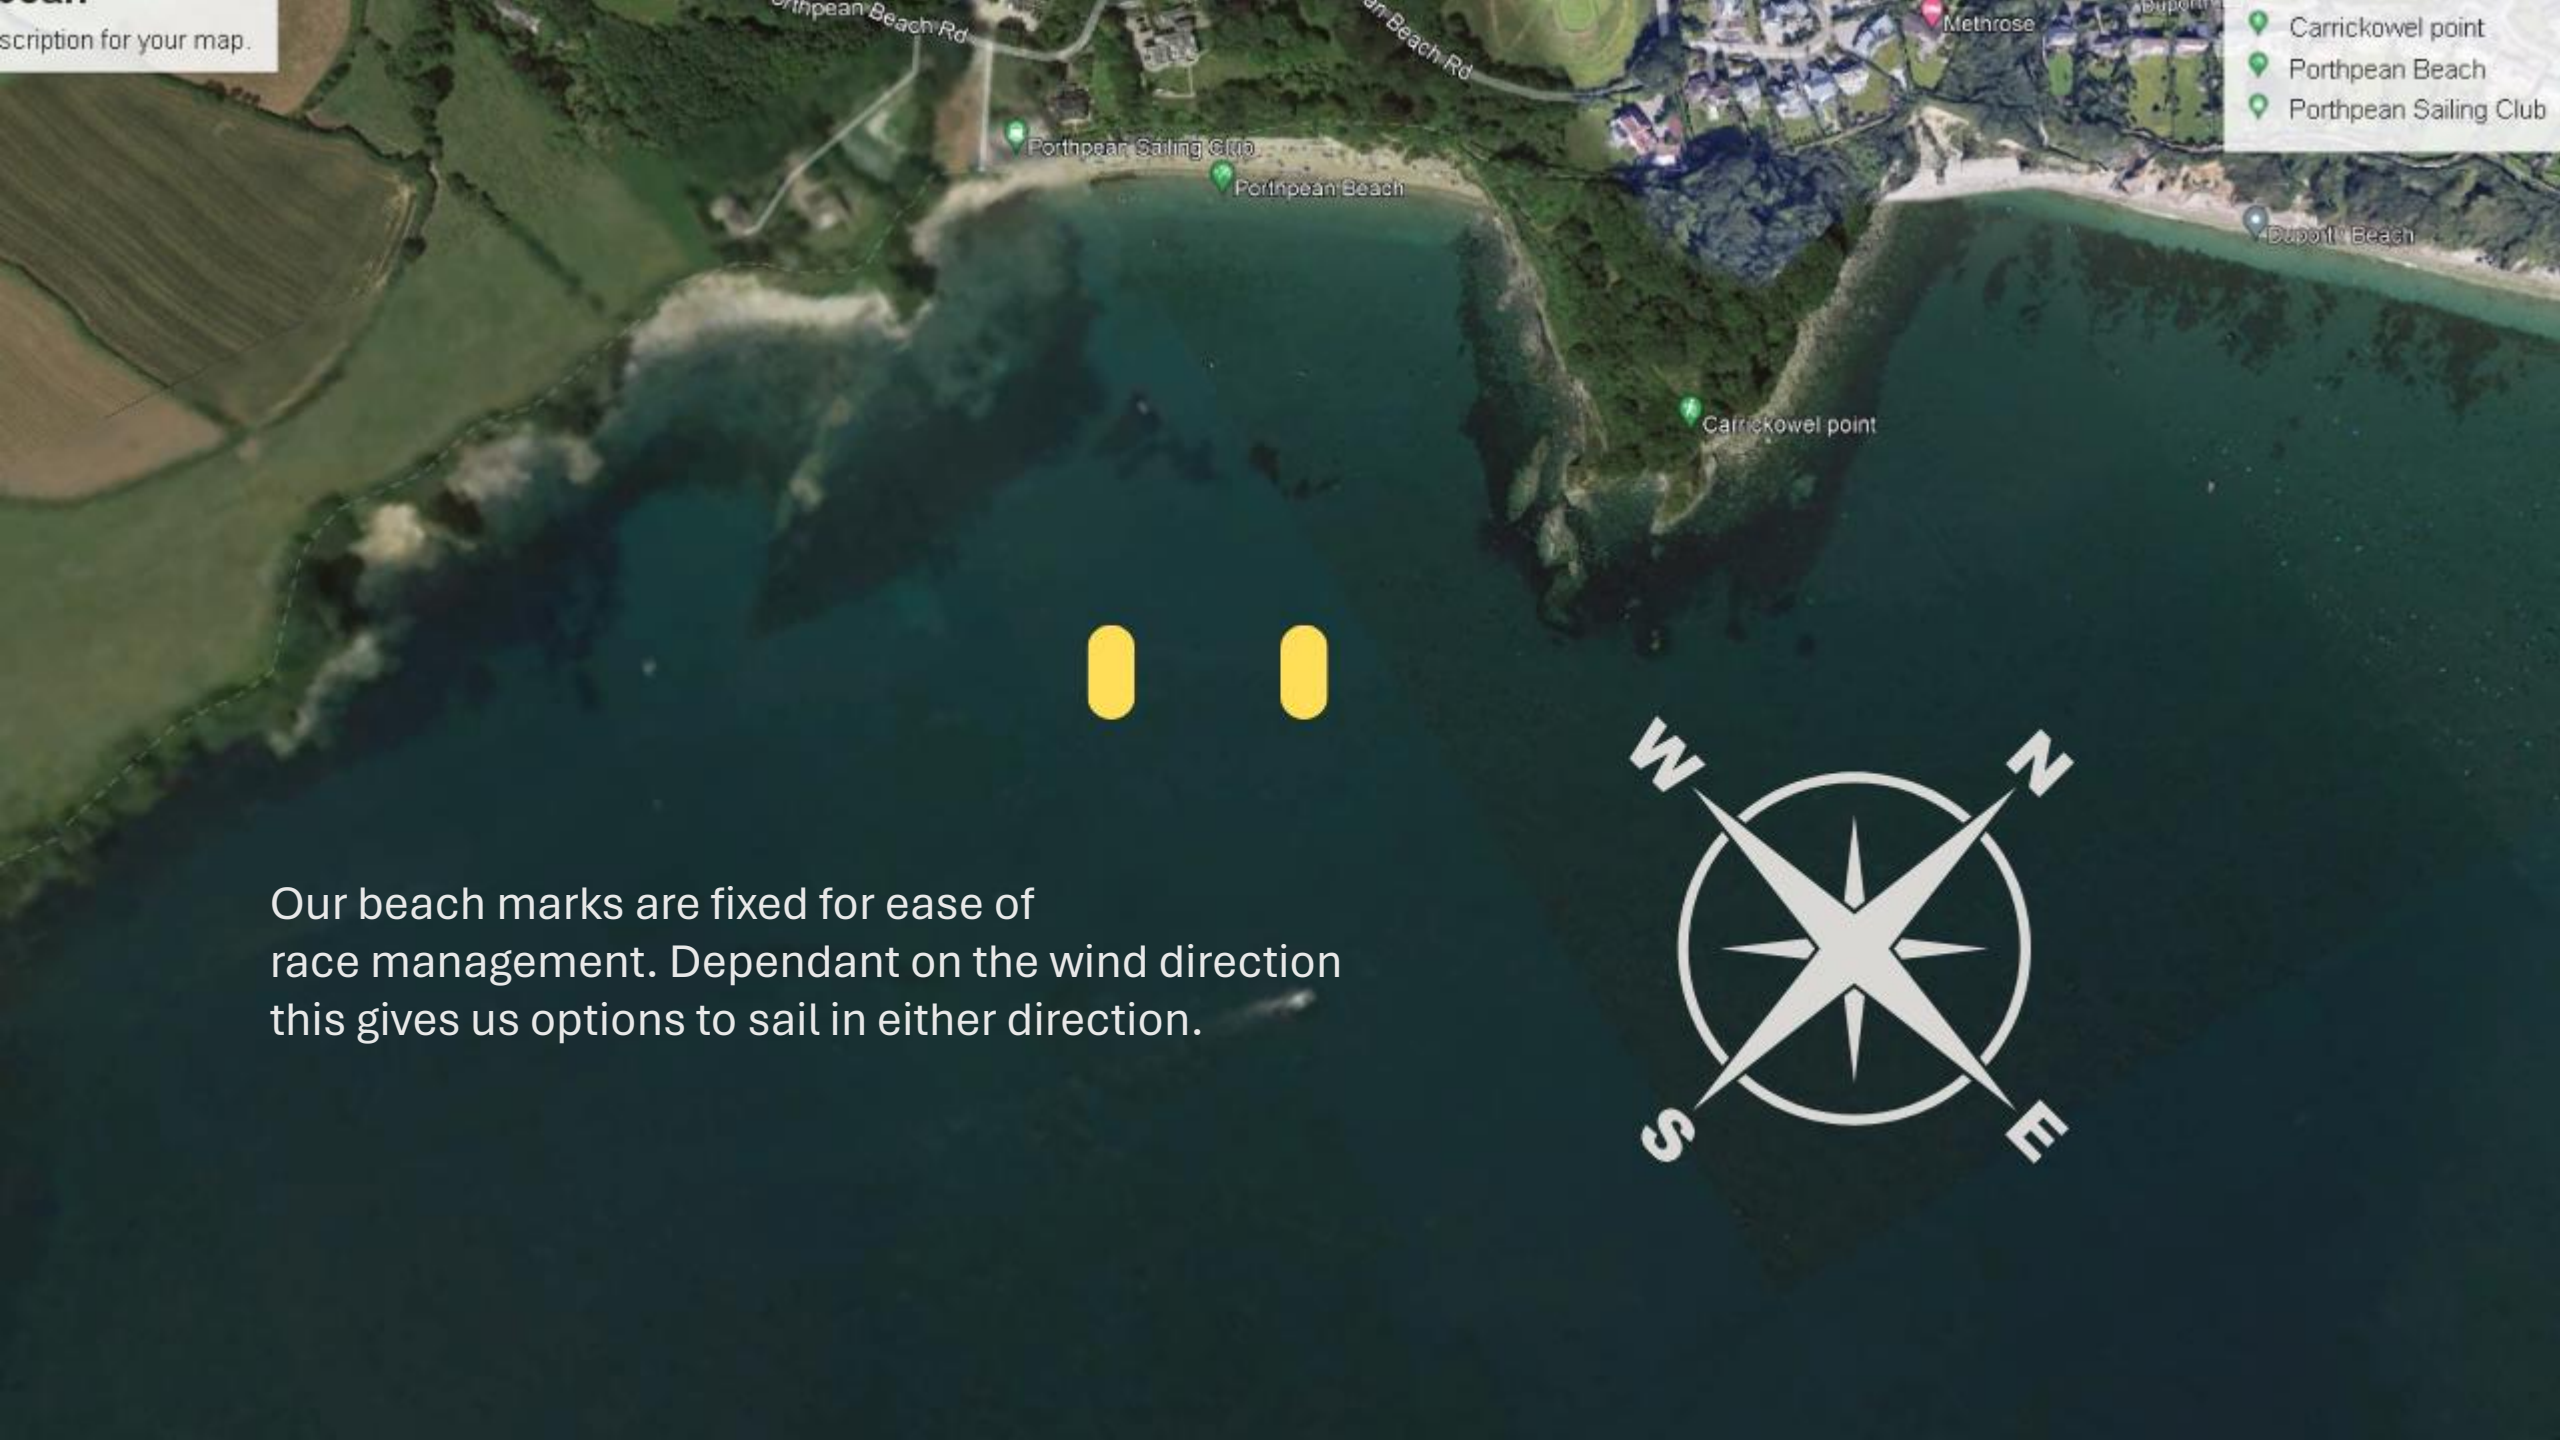 scription for your map.
Beach Rd
Beach Rd
Methrose
Carrickowel point
Porthpean Beach
Porthpean Sailing Club
Porthpean Sailing Club
Porthpean Beach
Beach
Carrickowel point
W
N
S
E
Our beach marks are fixed for ease of
race management. Dependant on the wind direction
this gives us options to sail in either direction.